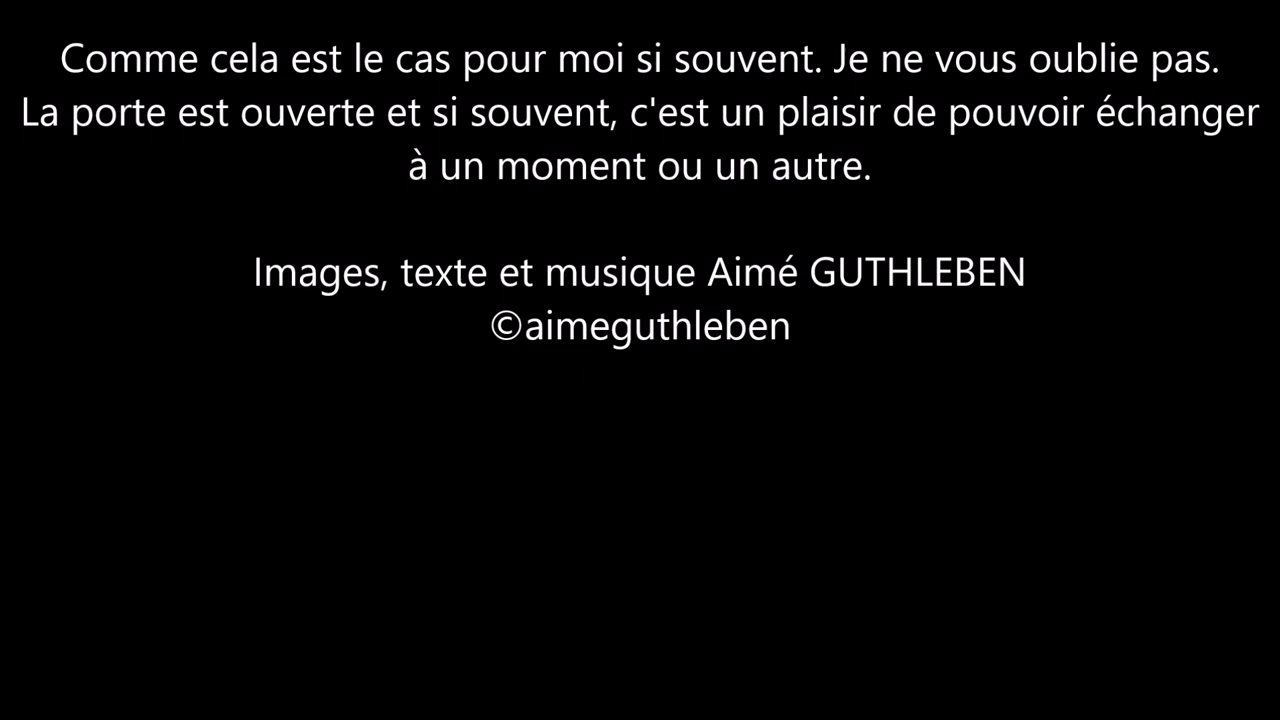 Comme cela est le cas pour moi si souvent. Je ne vous oublie pas.
La porte est ouverte et si souvent, c'est un plaisir de pouvoir échanger
à un moment ou un autre.
Images, texte et musique Aimé GUTHLEBEN
©aimeguthleben